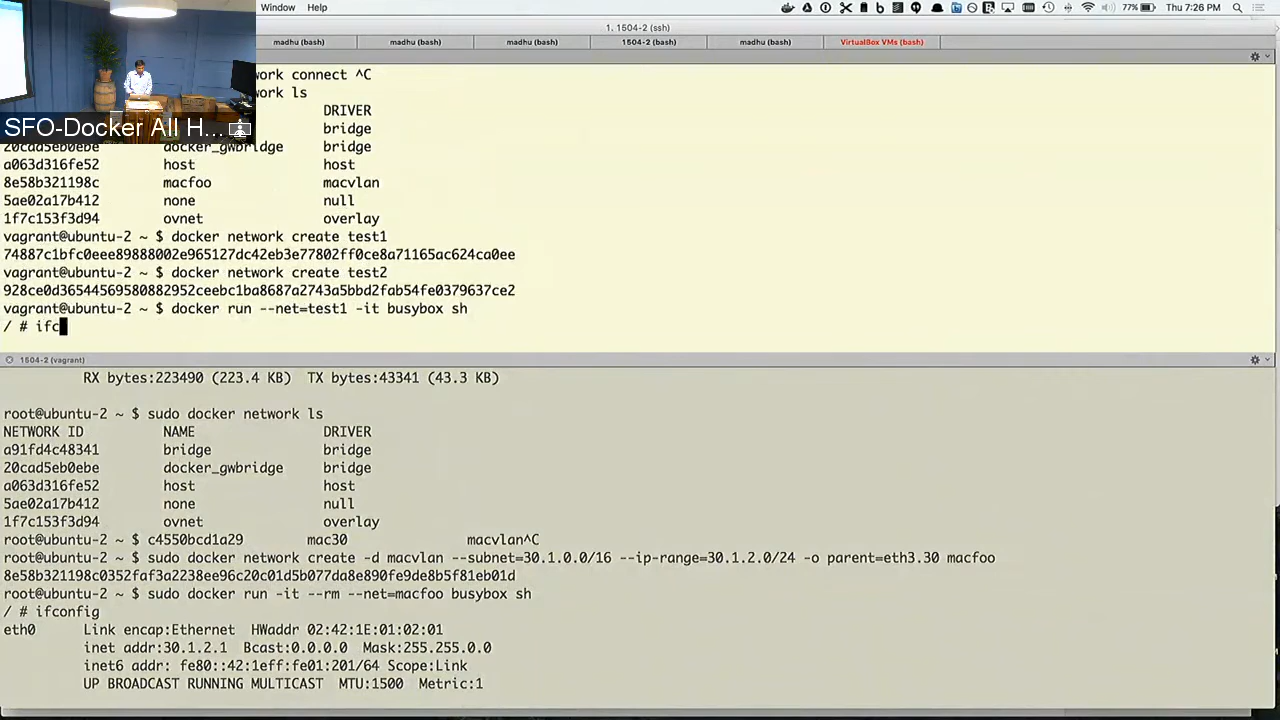 Window Help 77% Thu 7:26 PM
1. 1504-2 (ssh)
madhu (bash) madhu (bash) madhu (bash) 1504-2 (bash) madhu (bash) VirtualBox VMs (bash)
work connect ^C
work ls
DRIVER
bridge
SFO-Docker All H...
20cad5eb0ebe docker_gwbridge bridge
a063d316fe52 host host
8e58b321198c macfoo macvlan
5ae02a17b412 none null
1f7c153f3d94 ovnet overlay
vagrant@ubuntu-2 ~ $ docker network create test1
74887c1bfc0eee89888002e965127dc42eb3e77802ff0ce8a71165ac624ca0ee
vagrant@ubuntu-2 ~ $ docker network create test2
928ce0d36544569580882952ceebc1ba8687a2743a5bbd2fab54fe0379637ce2
vagrant@ubuntu-2 ~ $ docker run --net=test1 -it busybox sh
/ # ifc
1504-2 (vagrant)
RX bytes:223490 (223.4 KB) TX bytes:43341 (43.3 KB)
root@ubuntu-2 ~ $ sudo docker network ls
NETWORK ID NAME DRIVER
a91fd4c48341 bridge bridge
20cad5eb0ebe docker_gwbridge bridge
a063d316fe52 host host
5ae02a17b412 none null
1f7c153f3d94 ovnet overlay
root@ubuntu-2 ~ $ c4550bcd1a29 mac30 macvlan^C
root@ubuntu-2 ~ $ sudo docker network create -d macvlan --subnet=30.1.0.0/16 --ip-range=30.1.2.0/24 -o parent=eth3.30 macfoo
8e58b321198c0352faf3a2238ee96c20c01d5b077da8e890fe9de8b5f81eb01d
root@ubuntu-2 ~ $ sudo docker run -it --rm --net=macfoo busybox sh
/ # ifconfig
eth0 Link encap:Ethernet HWaddr 02:42:1E:01:02:01
inet addr:30.1.2.1 Bcast:0.0.0.0 Mask:255.255.0.0
inet6 addr: fe80::42:1eff:fe01:201/64 Scope:Link
UP BROADCAST RUNNING MULTICAST MTU:1500 Metric:1